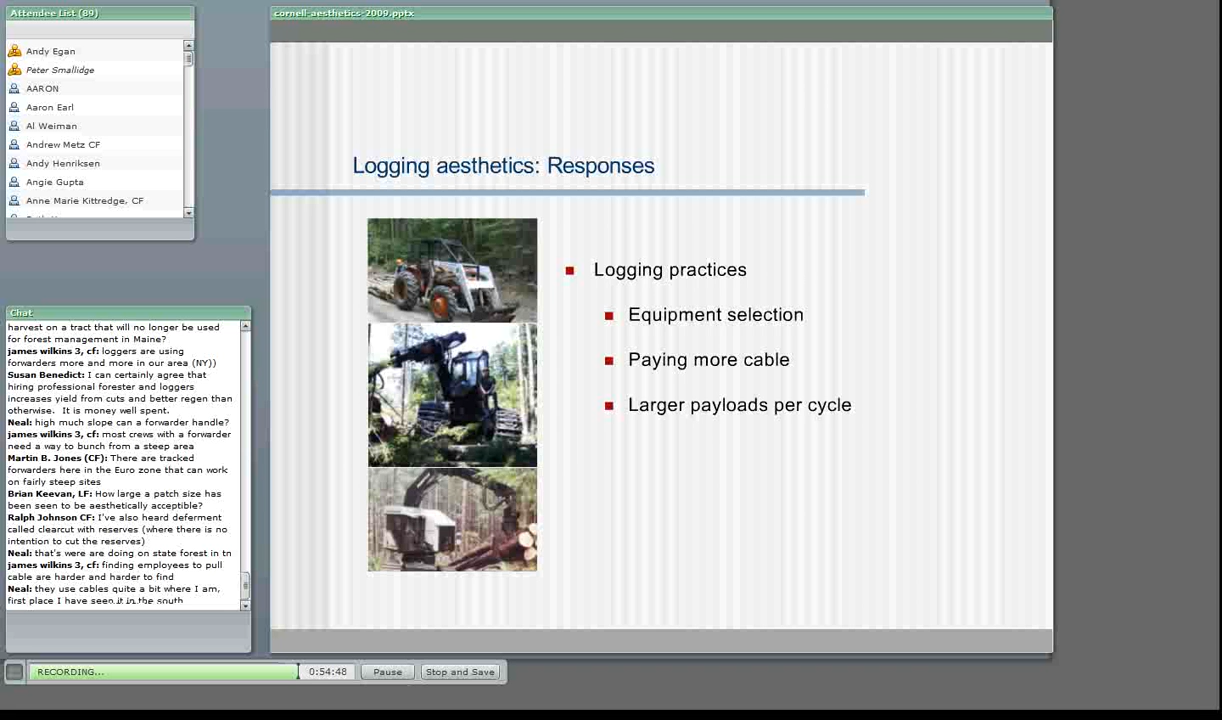 Attendee List (89)
Andy Egan
Peter Smallidge
AARON
Aaron Earl
Al Weiman
Andrew Metz CF
Andy Henriksen
Angie Gupta
Anne Marie Kittredge, CF
Chat
harvest on a tract that will no longer be used
for forest management in Maine?
james wilkins 3, cf: loggers are using
forwarders more and more in our area (NY))
Susan Benedict: I can certainly agree that
hiring professional forester and loggers
increases yield from cuts and better regen than
otherwise. It is money well spent.
Neal: high much slope can a forwarder handle?
james wilkins 3, cf: most crews with a forwarder
need a way to bunch from a steep area
Martin B. Jones (CF): There are tracked
forwarders here in the Euro zone that can work
on fairly steep sites
Brian Keevan, LF: How large a patch size has
been seen to be aesthetically acceptible?
Ralph Johnson CF: I've also heard deferment
called clearcut with reserves (where there is no
intention to cut the reserves)
Neal: that's were are doing on state forest in tn
james wilkins 3, cf: finding employees to pull
cable are harder and harder to find
Neal: they use cables quite a bit where I am,
first place I have seen it in the south
cornell-aesthetics-2009.pptx
Logging aesthetics: Responses
Logging practices
Equipment selection
Paying more cable
Larger payloads per cycle
RECORDING...
0:54:48
Pause
Stop and Save